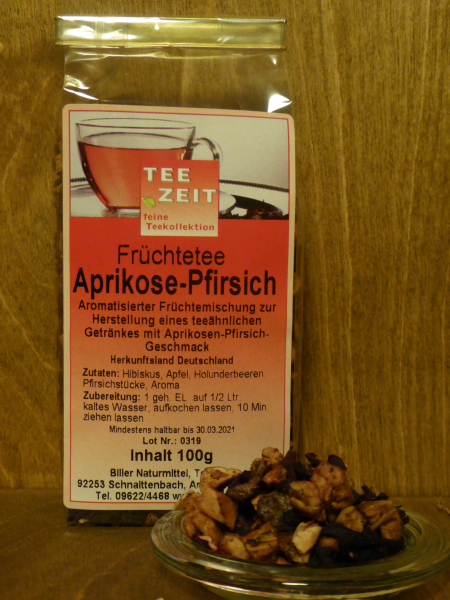 TEE
ZEIT
feine
Teekollektion
Früchtetee
Aprikose-Pfirsich
Aromatisierter Früchtemischung zur
Herstellung eines teeähnlichen
Getränkes mit Aprikosen-Pfirsich-
Geschmack
Herkunftsland Deutschland
Zutaten: Hibiskus, Apfel, Holunderbeeren
Pfirsichstücke, Aroma
Zubereitung: 1 geh. EL auf 1/2 Ltr.
kaltes Wasser, aufkochen lassen, 10 Min
ziehen lassen
Mindestens haltbar bis 30.03.2021
Lot Nr.: 0319
Inhalt 100g
Biller Naturmittel,
92253 Schnaittenbach,
Tel. 09622/4468